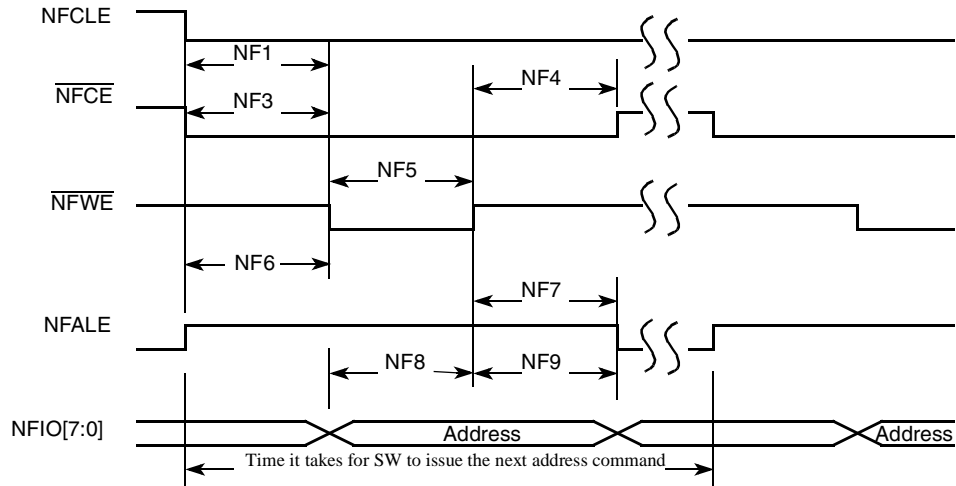 NFCLE
NF1
NF4
NFCE
NF3
NF5
NFWE
NF6
NF7
NFALE
NF8
NF9
NFIO[7:0]
Address
Address
Time it takes for SW to issue the next address command